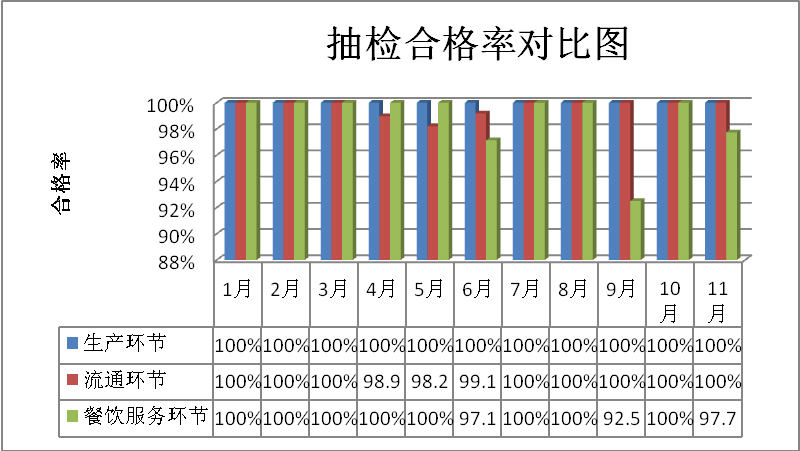 抽检合格率对比图
合格率
100%
98%
96%
94%
92%
90%
88%
1月 2月 3月 4月 5月 6月 7月 8月 9月 10月 11月
生产环节 100% 100% 100% 100% 100% 100% 100% 100% 100% 100% 100%
流通环节 100% 100% 100% 98.9 98.2 99.1 100% 100% 100% 100% 100%
餐饮服务环节 100% 100% 100% 100% 100% 97.1 100% 100% 92.5 100% 97.7